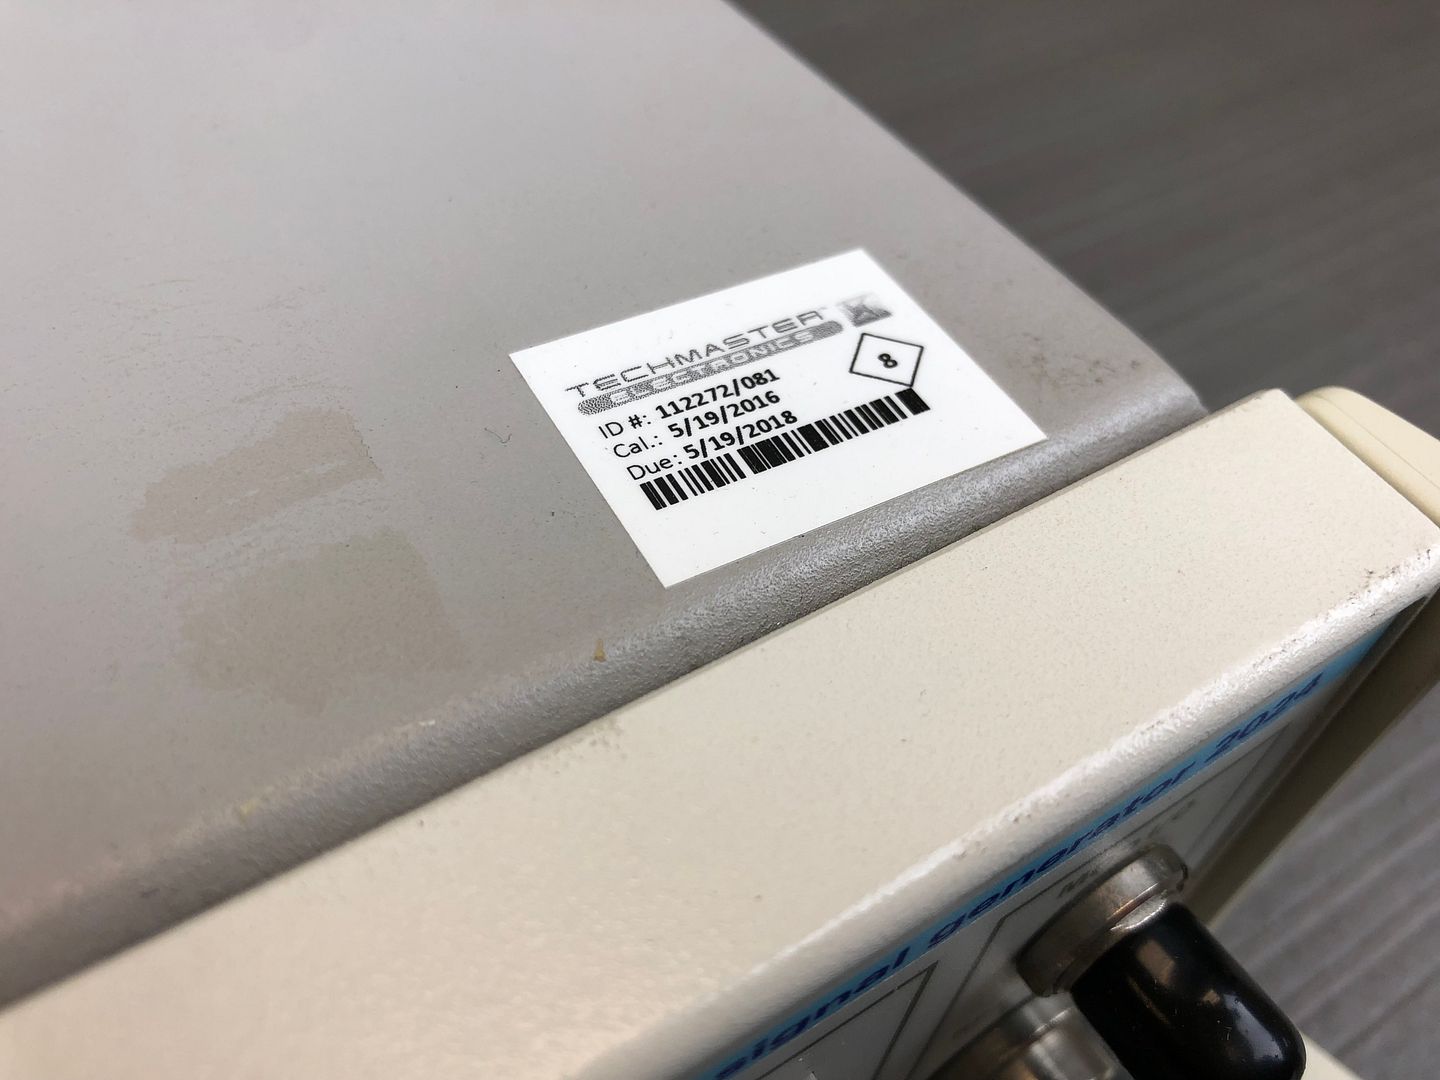 TECHMASTER
ELECTRONICS
8
ID #: 112272/081
Cal.: 5/19/2016
Due: 5/19/2018
signal generator 2024